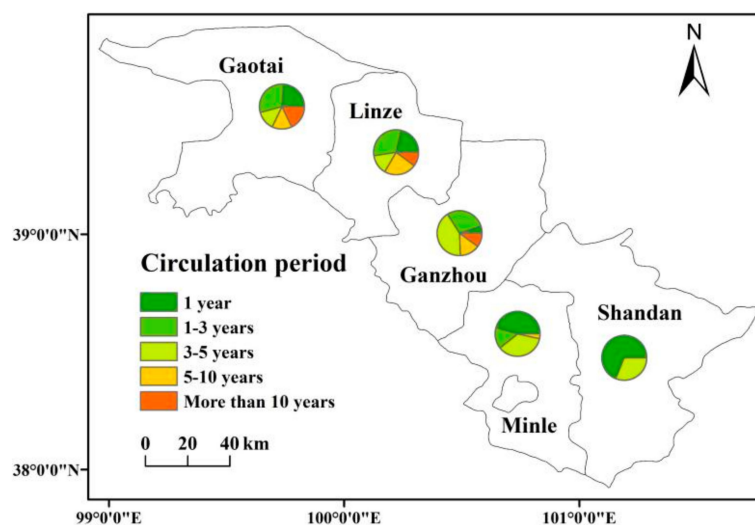 N
Gaotai
Linze
39°0'0"N
Ganzhou
Circulation period
1 year
1-3 years
3-5 years
5-10 years
More than 10 years
Shandan
Minle
0 20 40 km
38°0'0"N
99°0'0"E 100°0'0"E 101°0'0"E